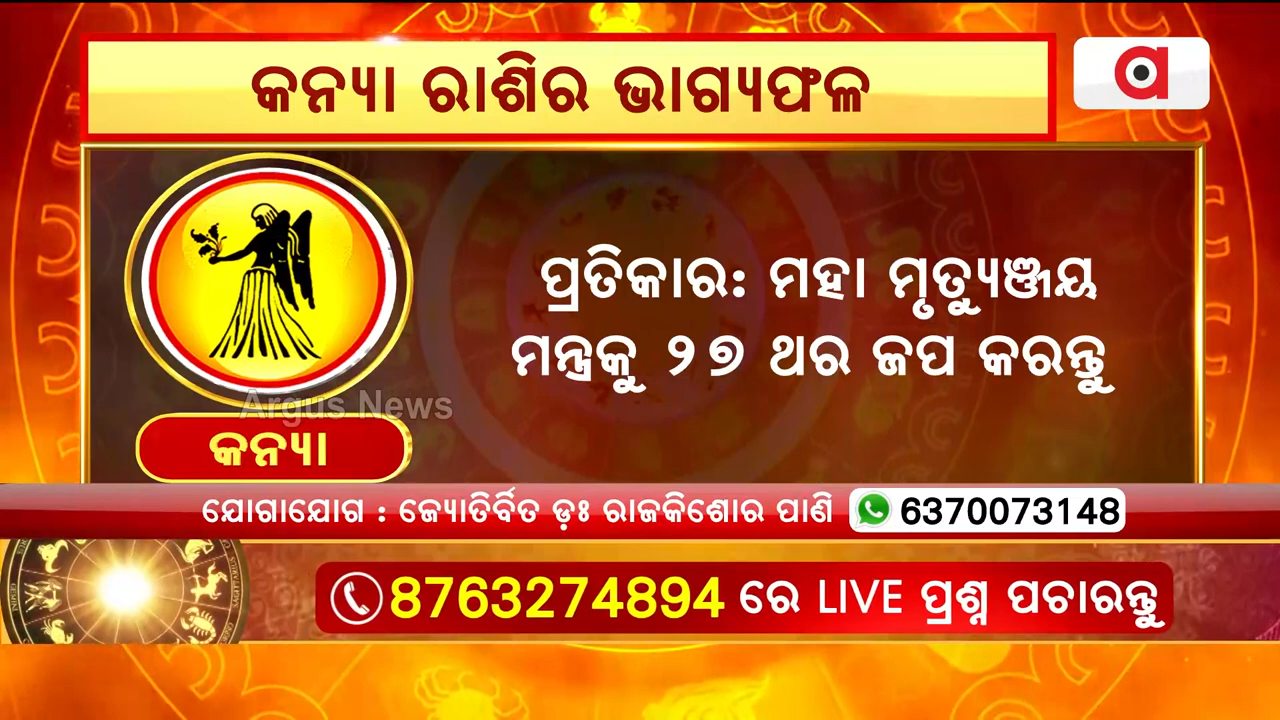 କନ୍ୟା ରାଶିର ଭାଗ୍ୟଫଳ
a
ପ୍ରତିକାର: ମହା ମୃତ୍ୟୁଞ୍ଜୟ
ମନ୍ତ୍ରକୁ ୨୭ ଥର ଜପ କରନ୍ତୁ
Argus News
କନ୍ୟା
ଯୋଗାଯୋଗ : ଜ୍ୟୋତିର୍ବିତ ଡ଼ଃ ରାଜକିଶୋର ପାଣି 6370073148
8763274894 ରେ LIVE ପ୍ରଶ୍ନ ପଚାରନ୍ତୁ